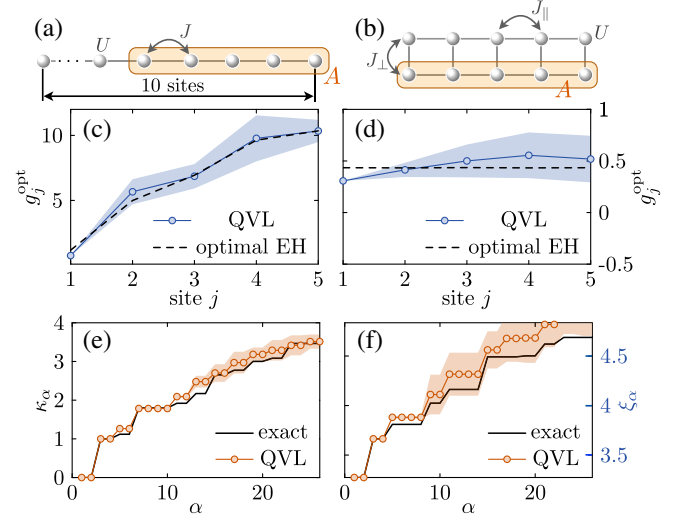 (a)
(b)
U
J
J∥
U
J⊥
10 sites
A
A
(c)
(d)
10
5
g_j^opt
QVL
optimal EH
QVL
optimal EH
1
0.5
0
-0.5
g_j^opt
1 2 3 4 5
site j
1 2 3 4 5
site j
(e)
(f)
4
3
2
1
0
κ_α
exact
QVL
exact
QVL
4.5
4
3.5
ξ_α
0 10 20
α
0 10 20
α